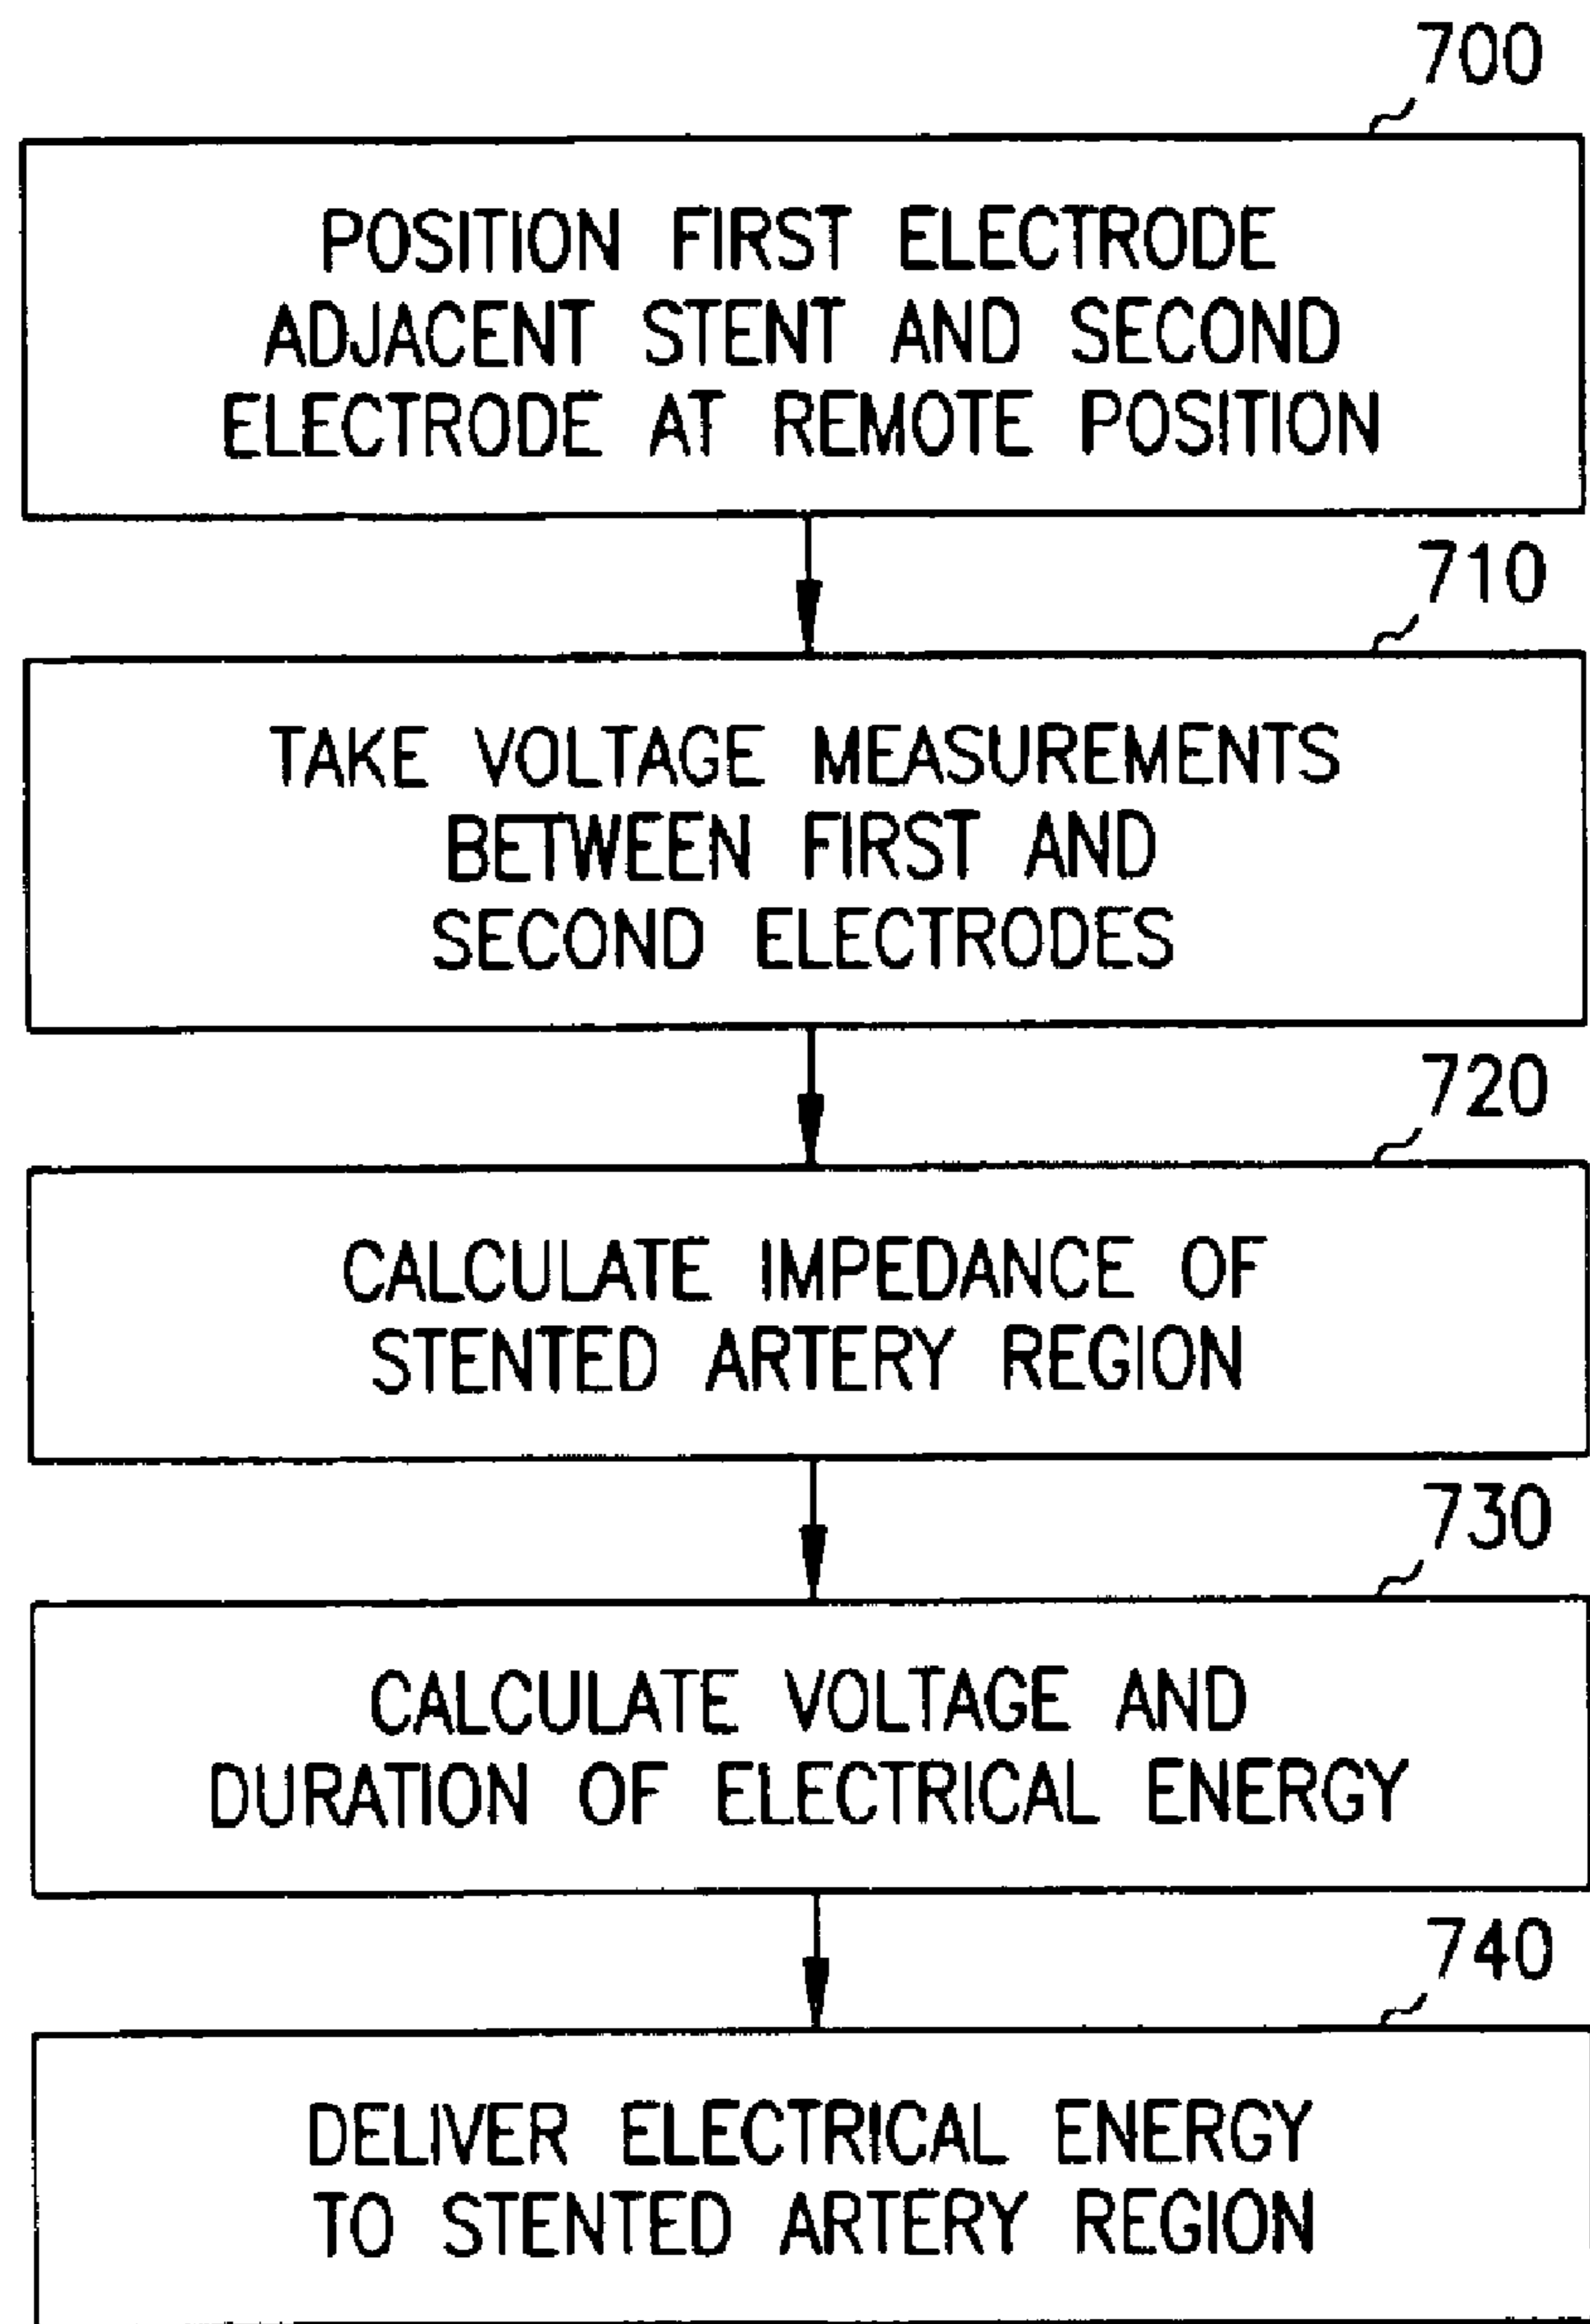 700
POSITION FIRST ELECTRODE
ADJACENT STENT AND SECOND
ELECTRODE AT REMOTE POSITION
710
TAKE VOLTAGE MEASUREMENTS
BETWEEN FIRST AND
SECOND ELECTRODES
720
CALCULATE IMPEDANCE OF
STENTED ARTERY REGION
730
CALCULATE VOLTAGE AND
DURATION OF ELECTRICAL ENERGY
740
DELIVER ELECTRICAL ENERGY
TO STENTED ARTERY REGION